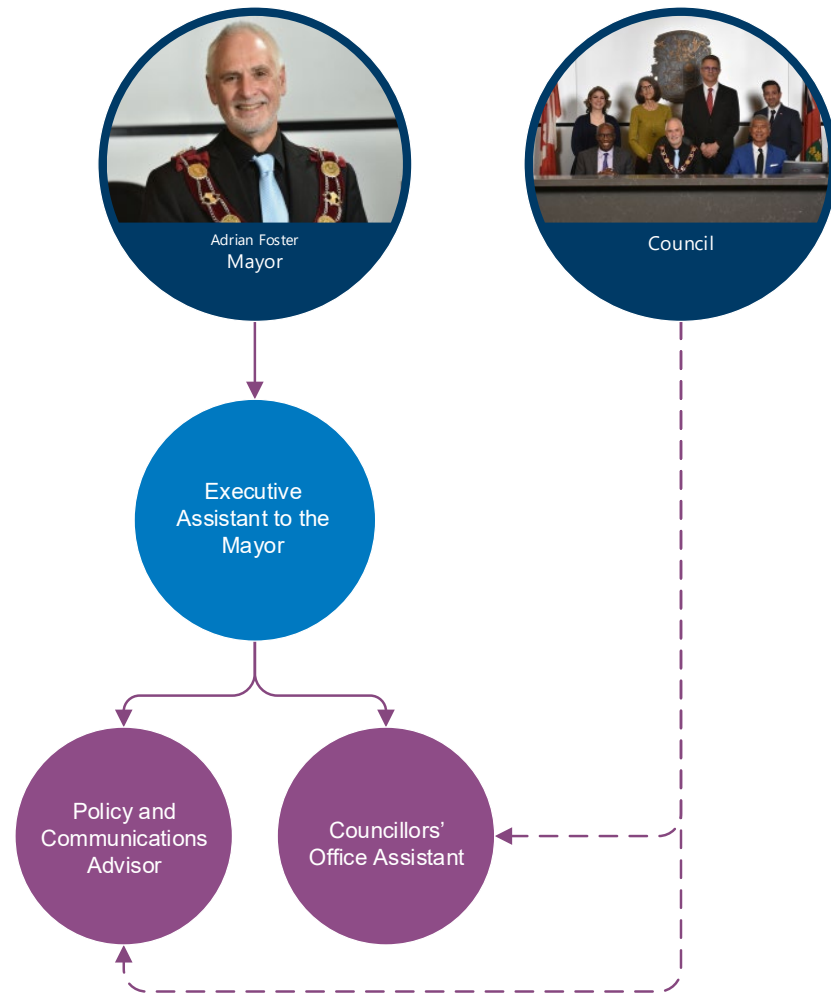 Adrian Foster
Mayor
Council
Executive
Assistant to the
Mayor
Policy and
Communications
Advisor
Councillors’
Office Assistant